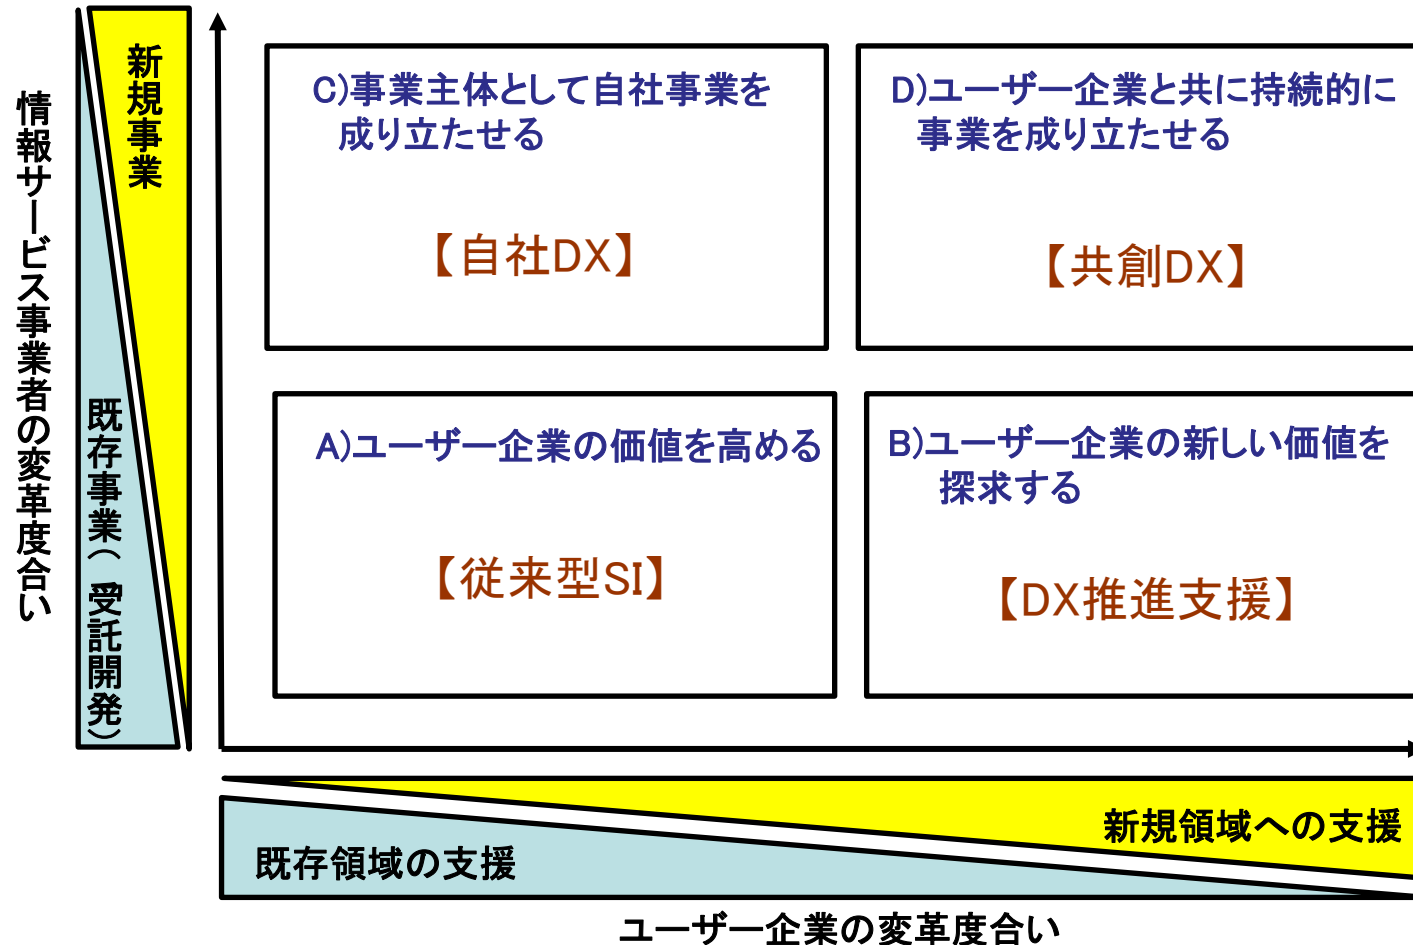 情報サービス事業者の変革度合い
新規事業
既存事業（受託開発）
C)事業主体として自社事業を
成り立たせる
【自社DX】
D)ユーザー企業と共に持続的に
事業を成り立たせる
【共創DX】
A)ユーザー企業の価値を高める
【従来型SI】
B)ユーザー企業の新しい価値を
探求する
【DX推進支援】
新規領域への支援
既存領域の支援
ユーザー企業の変革度合い